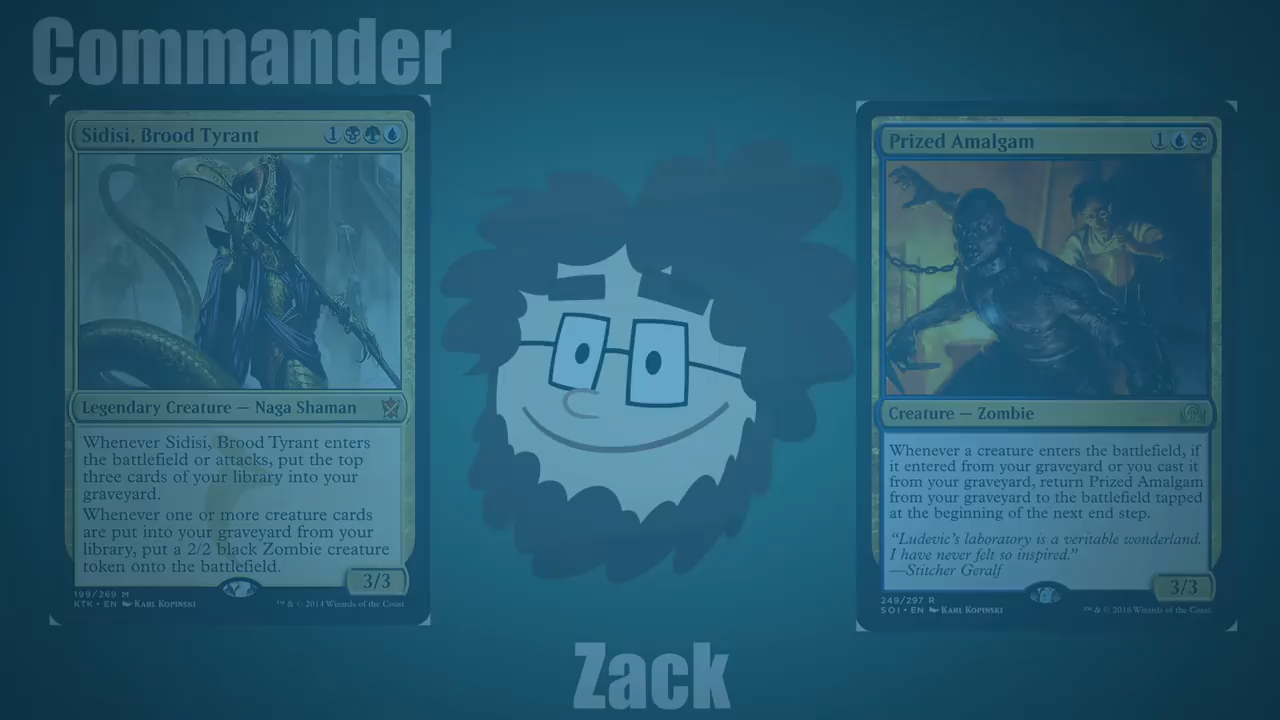 Commander
Sidisi, Brood Tyrant 1
Legendary Creature — Naga Shaman
Whenever Sidisi, Brood Tyrant enters
the battlefield or attacks, put the top
three cards of your library into your
graveyard.
Whenever one or more creature cards
are put into your graveyard from your
library, put a 2/2 black Zombie creature
token onto the battlefield.
3/3
199/269 M
KTK • EN Karl Kopinski ™ & © 2014 Wizards of the Coast
Prized Amalgam 1
Creature — Zombie
Whenever a creature enters the battlefield, if
it entered from your graveyard or you cast it
from your graveyard, return Prized Amalgam
from your graveyard to the battlefield tapped
at the beginning of the next end step.
“Ludevic's laboratory is a veritable wonderland.
I have never felt so inspired.”
—Stitcher Geralf
3/3
249/297 R
SOI • EN Karl Kopinski ™ & © 2016 Wizards of the Coast
Zack